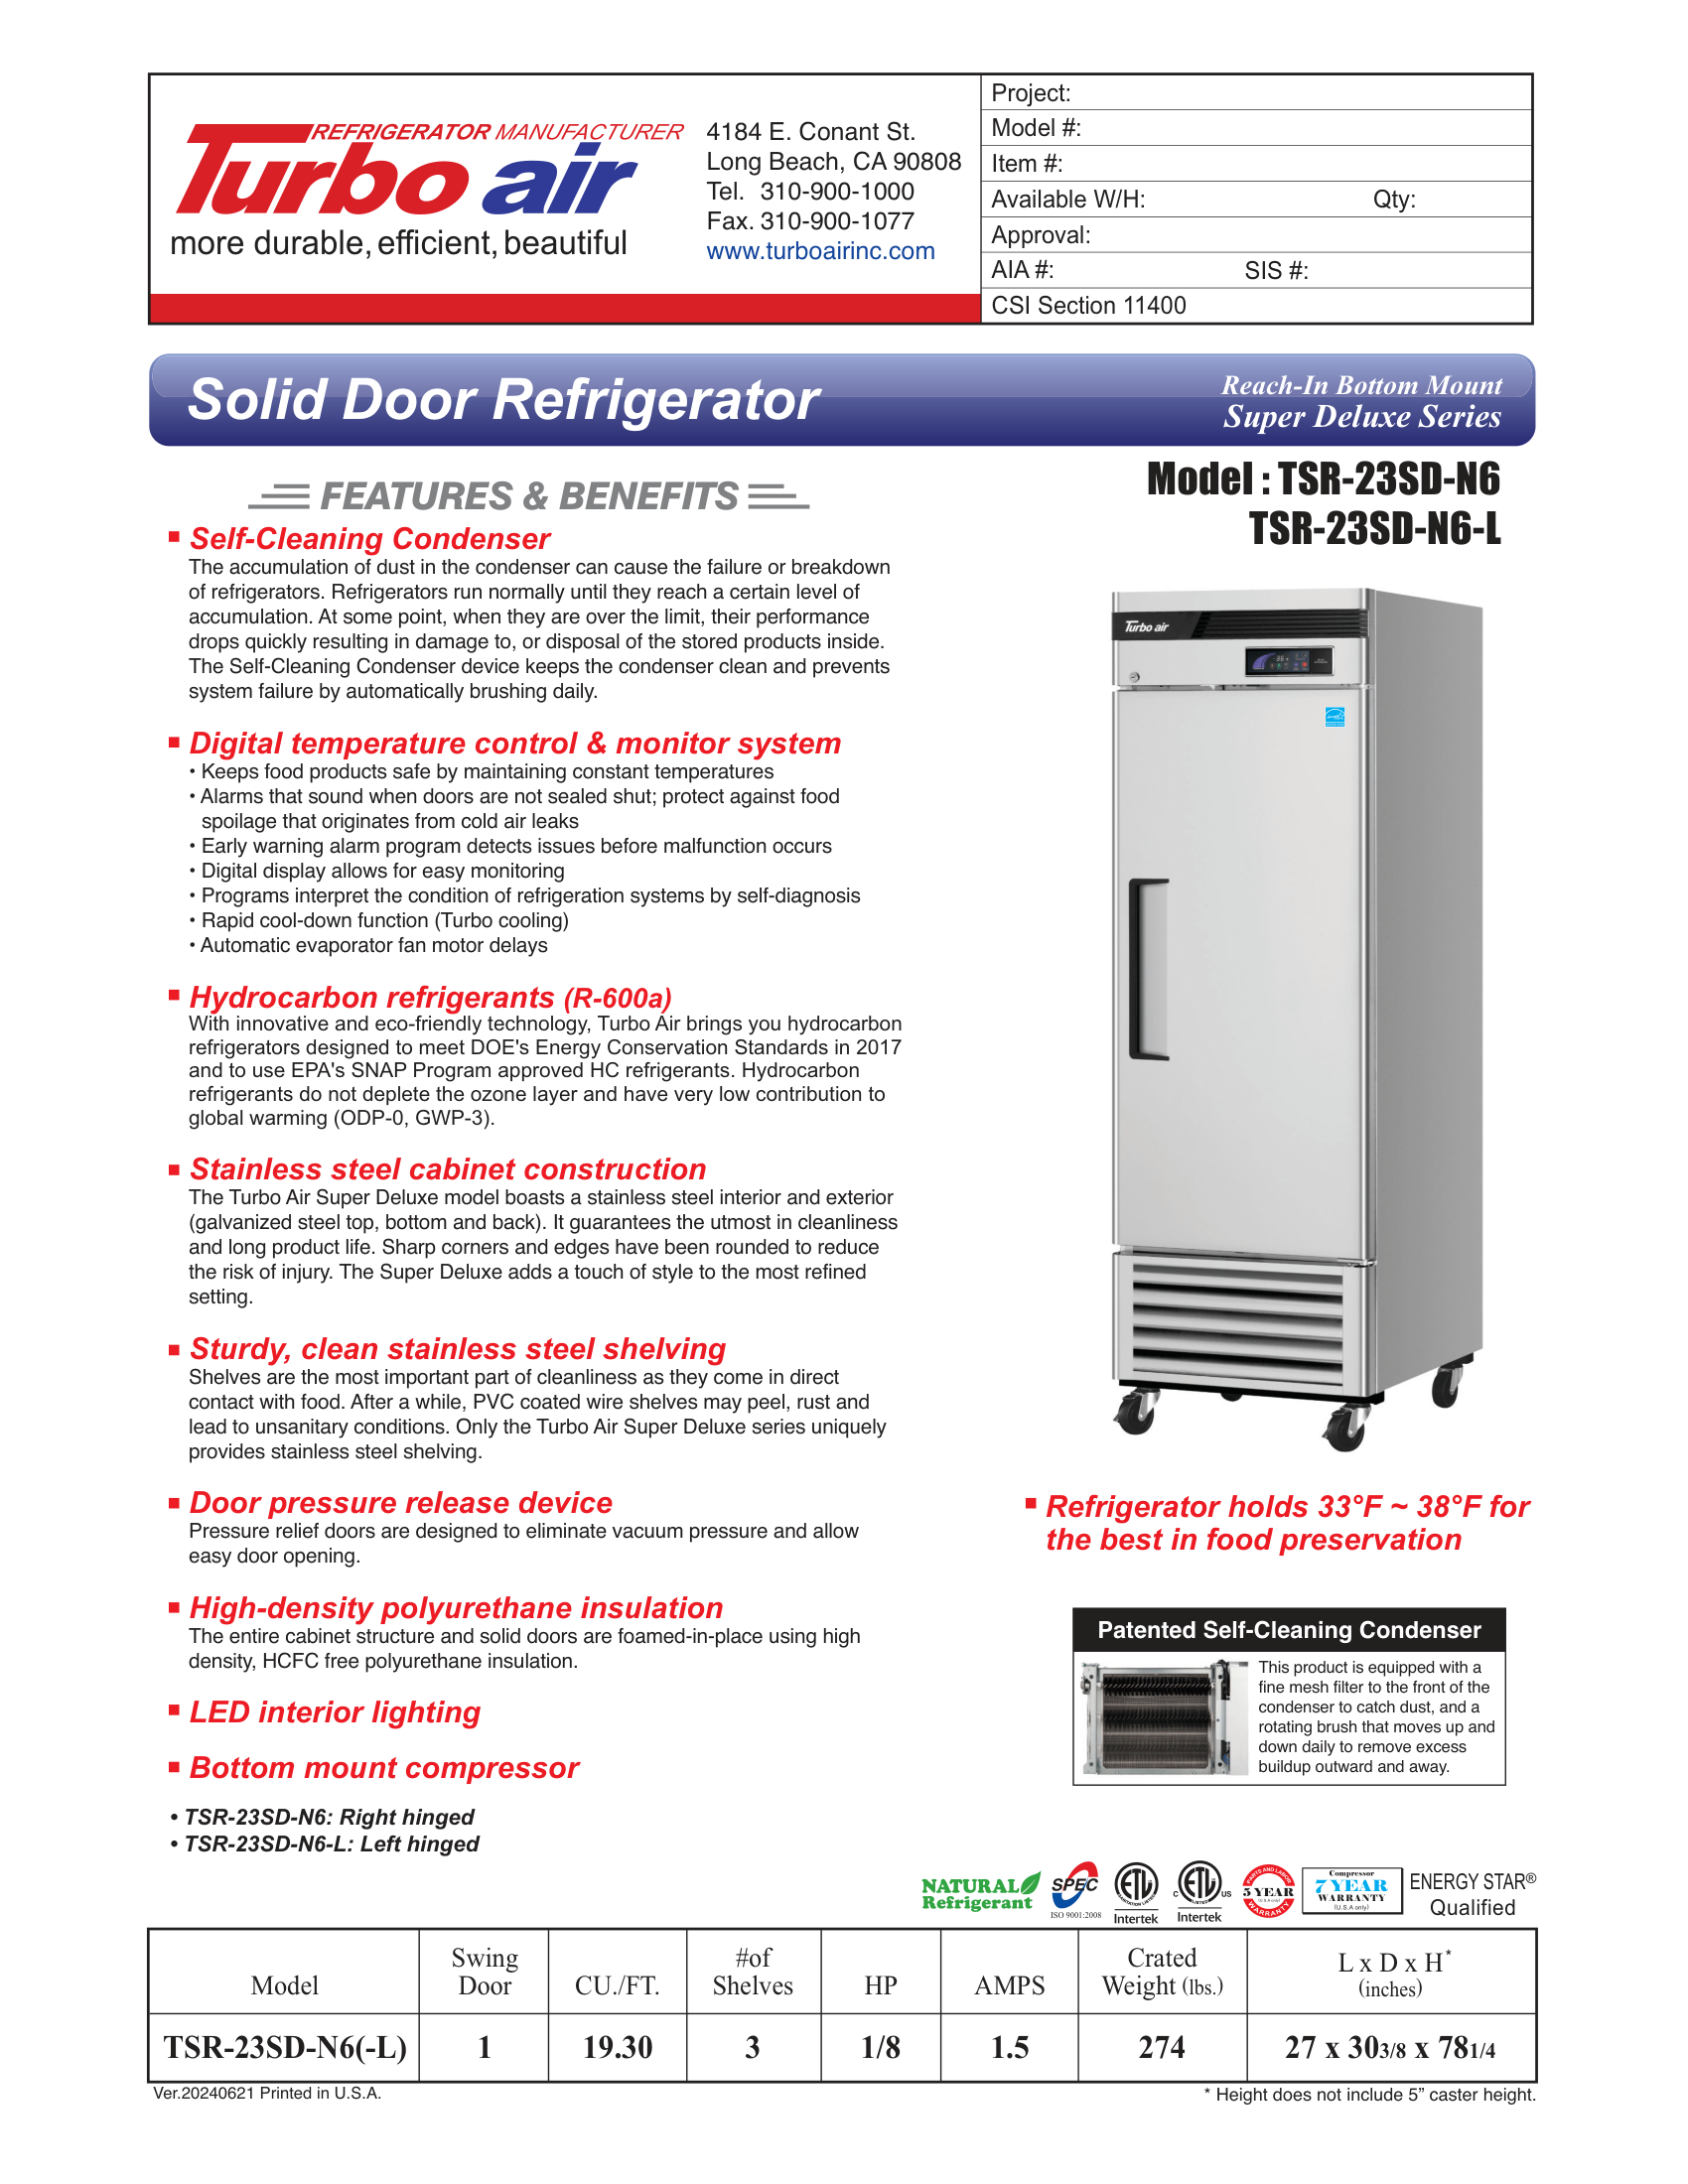 REFRIGERATOR MANUFACTURER
Turbo air
more durable, efficient, beautiful
4184 E. Conant St.
Long Beach, CA 90808
Tel. 310-900-1000
Fax. 310-900-1077
www.turboairinc.com
Project:
Model #:
Item #:
Available W/H: Qty:
Approval:
AIA #: SIS #:
CSI Section 11400
Solid Door Refrigerator
Reach-In Bottom Mount
Super Deluxe Series
FEATURES & BENEFITS
Self-Cleaning Condenser
The accumulation of dust in the condenser can cause the failure or breakdown
of refrigerators. Refrigerators run normally until they reach a certain level of
accumulation. At some point, when they are over the limit, their performance
drops quickly resulting in damage to, or disposal of the stored products inside.
The Self-Cleaning Condenser device keeps the condenser clean and prevents
system failure by automatically brushing daily.
Digital temperature control & monitor system
• Keeps food products safe by maintaining constant temperatures
• Alarms that sound when doors are not sealed shut; protect against food
spoilage that originates from cold air leaks
• Early warning alarm program detects issues before malfunction occurs
• Digital display allows for easy monitoring
• Programs interpret the condition of refrigeration systems by self-diagnosis
• Rapid cool-down function (Turbo cooling)
• Automatic evaporator fan motor delays
Hydrocarbon refrigerants (R-600a)
With innovative and eco-friendly technology, Turbo Air brings you hydrocarbon
refrigerators designed to meet DOE's Energy Conservation Standards in 2017
and to use EPA's SNAP Program approved HC refrigerants. Hydrocarbon
refrigerants do not deplete the ozone layer and have very low contribution to
global warming (ODP-0, GWP-3).
Stainless steel cabinet construction
The Turbo Air Super Deluxe model boasts a stainless steel interior and exterior
(galvanized steel top, bottom and back). It guarantees the utmost in cleanliness
and long product life. Sharp corners and edges have been rounded to reduce
the risk of injury. The Super Deluxe adds a touch of style to the most refined
setting.
Sturdy, clean stainless steel shelving
Shelves are the most important part of cleanliness as they come in direct
contact with food. After a while, PVC coated wire shelves may peel, rust and
lead to unsanitary conditions. Only the Turbo Air Super Deluxe series uniquely
provides stainless steel shelving.
Door pressure release device
Pressure relief doors are designed to eliminate vacuum pressure and allow
easy door opening.
High-density polyurethane insulation
The entire cabinet structure and solid doors are foamed-in-place using high
density, HCFC free polyurethane insulation.
LED interior lighting
Bottom mount compressor
• TSR-23SD-N6: Right hinged
• TSR-23SD-N6-L: Left hinged
Model : TSR-23SD-N6
TSR-23SD-N6-L
Turbo air
Refrigerator holds 33°F ~ 38°F for
the best in food preservation
Patented Self-Cleaning Condenser
This product is equipped with a
fine mesh filter to the front of the
condenser to catch dust, and a
rotating brush that moves up and
down daily to remove excess
buildup outward and away.
NATURAL
Refrigerant
SPEC
ISO 9001:2008
ETL
SANITATION LISTED
Intertek
C ETL US
LISTED
Intertek
PARTS AND LABOR
5 YEAR
(U.S.A only)
WARRANTY
Compressor
7 YEAR
WARRANTY
(U.S.A only)
ENERGY STAR®
Qualified
Model Swing Door CU./FT. #of Shelves HP AMPS Crated Weight (lbs.) L x D x H* (inches)
TSR-23SD-N6(-L) 1 19.30 3 1/8 1.5 274 27 x 30 3/8 x 78 1/4
Ver.20240621 Printed in U.S.A.
* Height does not include 5” caster height.